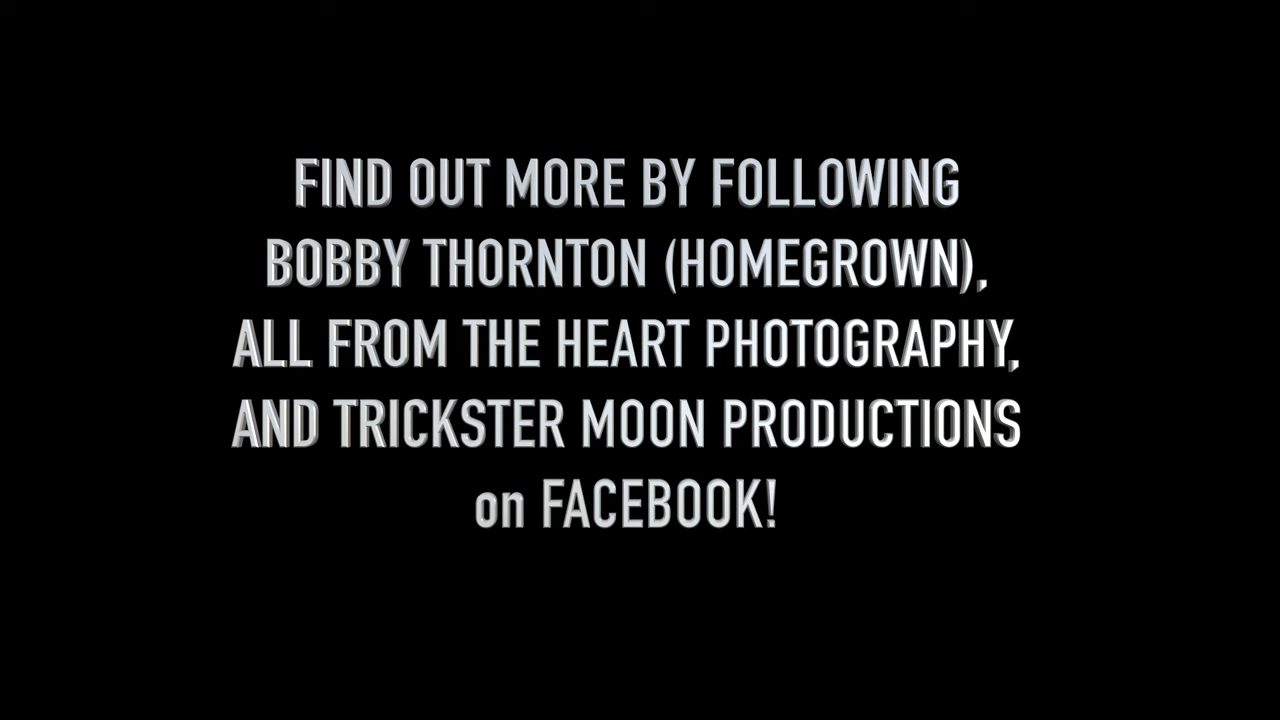 FIND OUT MORE BY FOLLOWING
BOBBY THORNTON (HOMEGROWN),
ALL FROM THE HEART PHOTOGRAPHY,
AND TRICKSTER MOON PRODUCTIONS
on FACEBOOK!